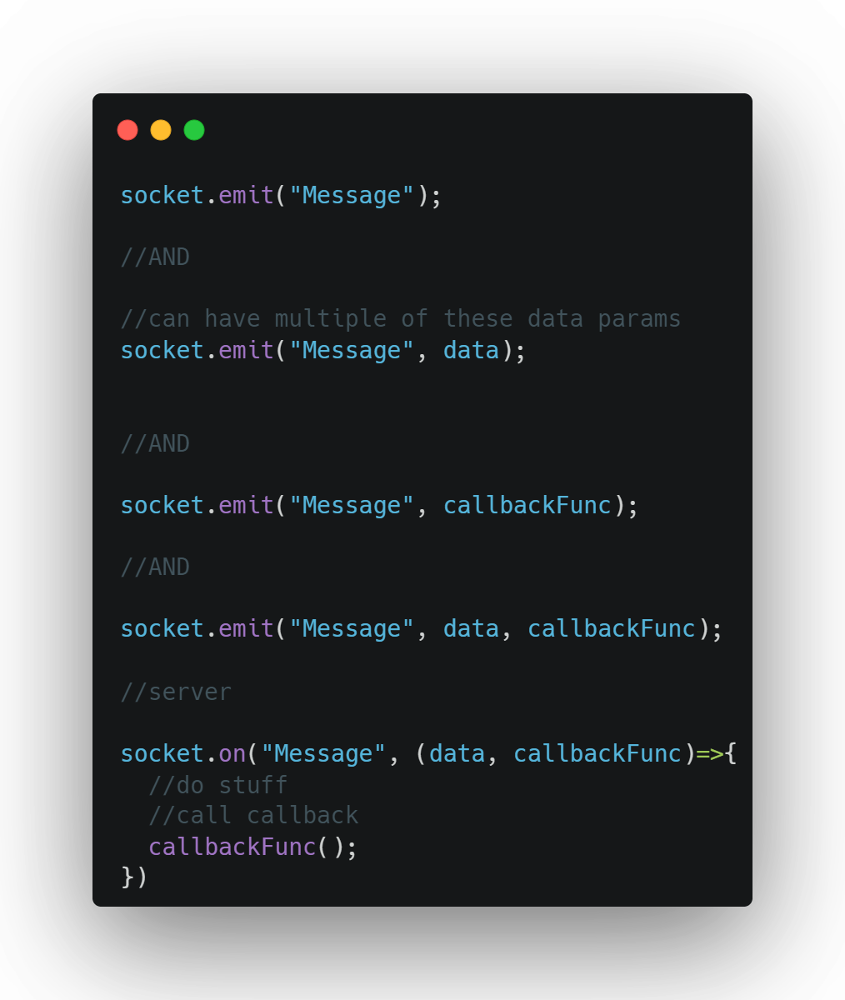 socket.emit("Message");
//AND
//can have multiple of these data params
socket.emit("Message", data);
//AND
socket.emit("Message", callbackFunc);
//AND
socket.emit("Message", data, callbackFunc);
//server
socket.on("Message", (data, callbackFunc)=>{
  //do stuff
  //call callback
  callbackFunc();
})